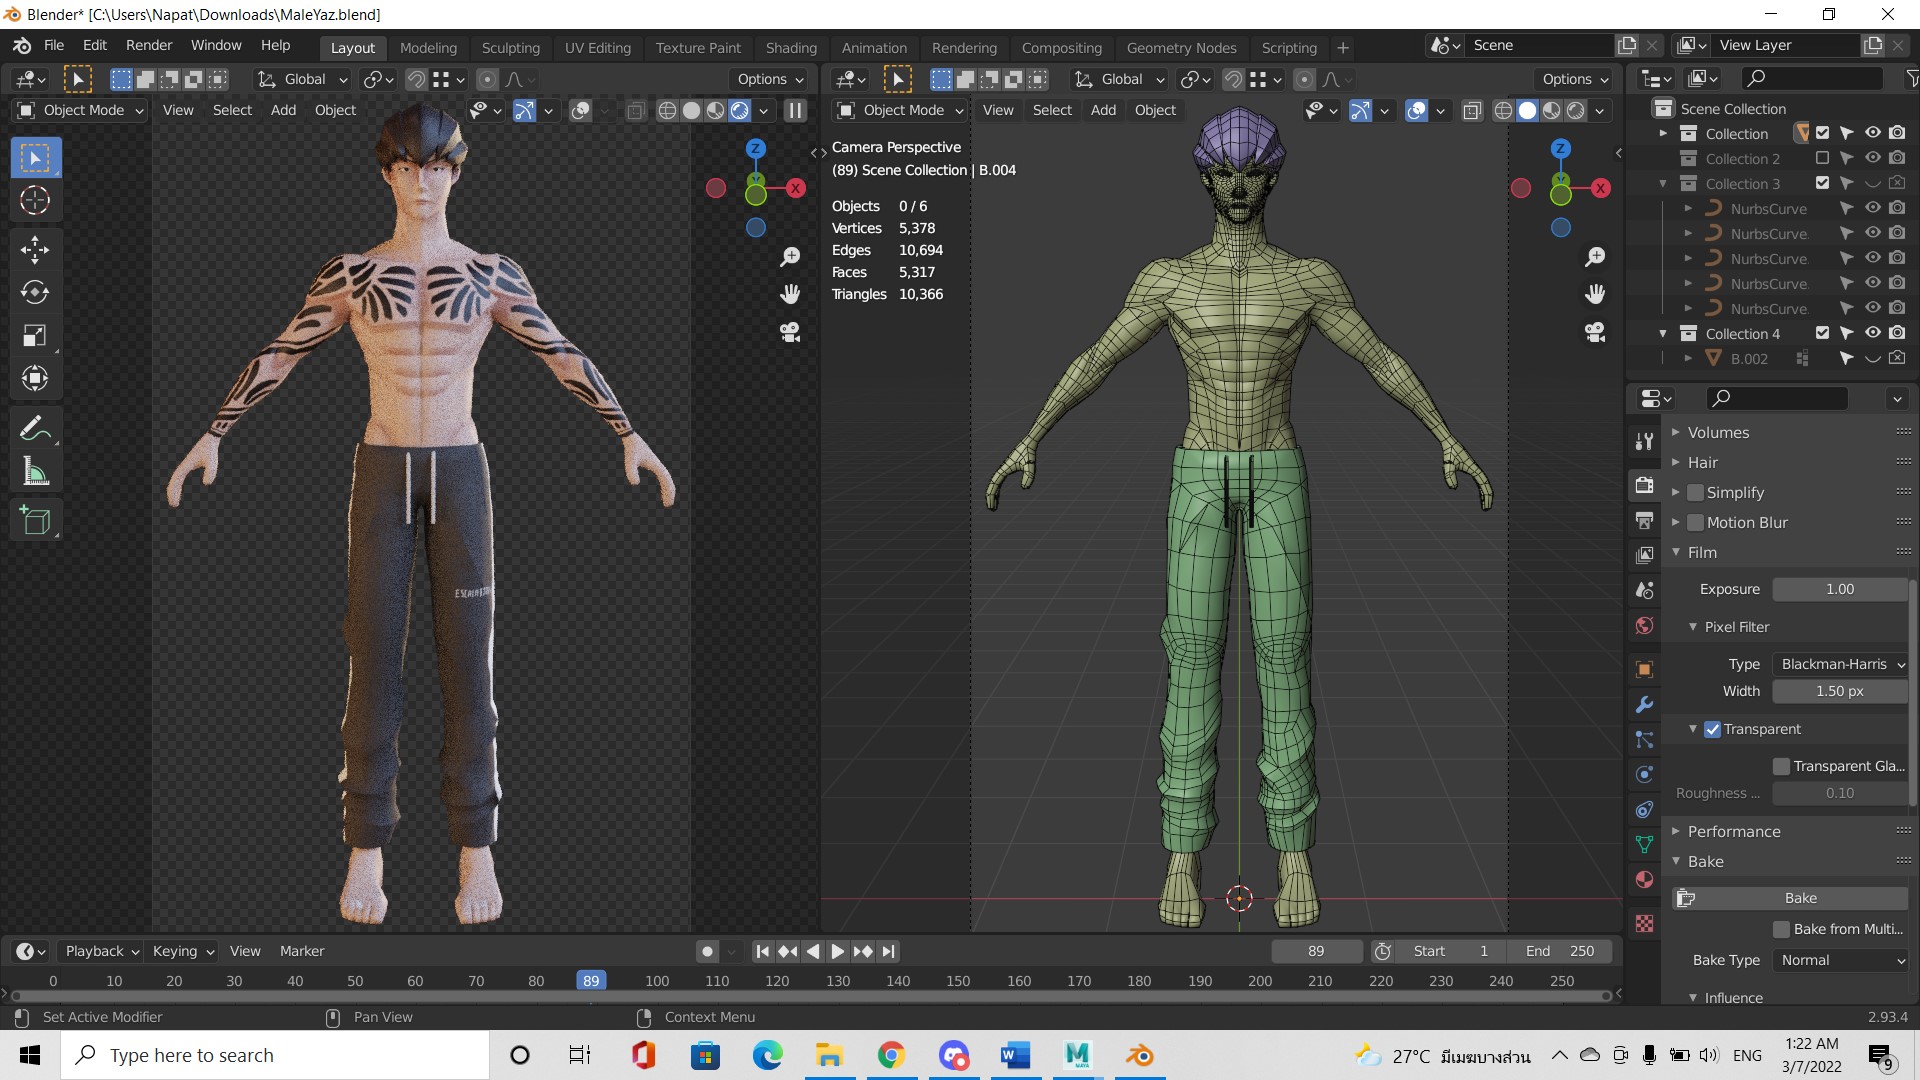 Blender* [C:\Users\Napat\Downloads\MaleYaz.blend]
File Edit Render Window Help Layout Modeling Sculpting UV Editing Texture Paint Shading Animation Rendering Compositing Geometry Nodes Scripting + Scene View Layer
Global Options Global Options
Object Mode View Select Add Object Object Mode View Select Add Object
Z
X
Camera Perspective
(89) Scene Collection | B.004
Objects 0 / 6
Vertices 5,378
Edges 10,694
Faces 5,317
Triangles 10,366
Z
X
Scene Collection
Collection
Collection 2
Collection 3
NurbsCurve
NurbsCurve.
NurbsCurve.
NurbsCurve.
NurbsCurve.
Collection 4
B.002
Volumes
Hair
Simplify
Motion Blur
Film
Exposure 1.00
Pixel Filter
Type Blackman-Harris
Width 1.50 px
Transparent
Transparent Gla...
Roughness ... 0.10
Performance
Bake
Bake
Bake from Multi...
Bake Type Normal
Influence
Playback Keying View Marker 89 Start 1 End 250
0 10 20 30 40 50 60 70 80 89 100 110 120 130 140 150 160 170 180 190 200 210 220 230 240 250
Set Active Modifier Pan View Context Menu 2.93.4
Type here to search W M MAYA 27°C มีเมฆบางส่วน ENG 1:22 AM
3/7/2022 9